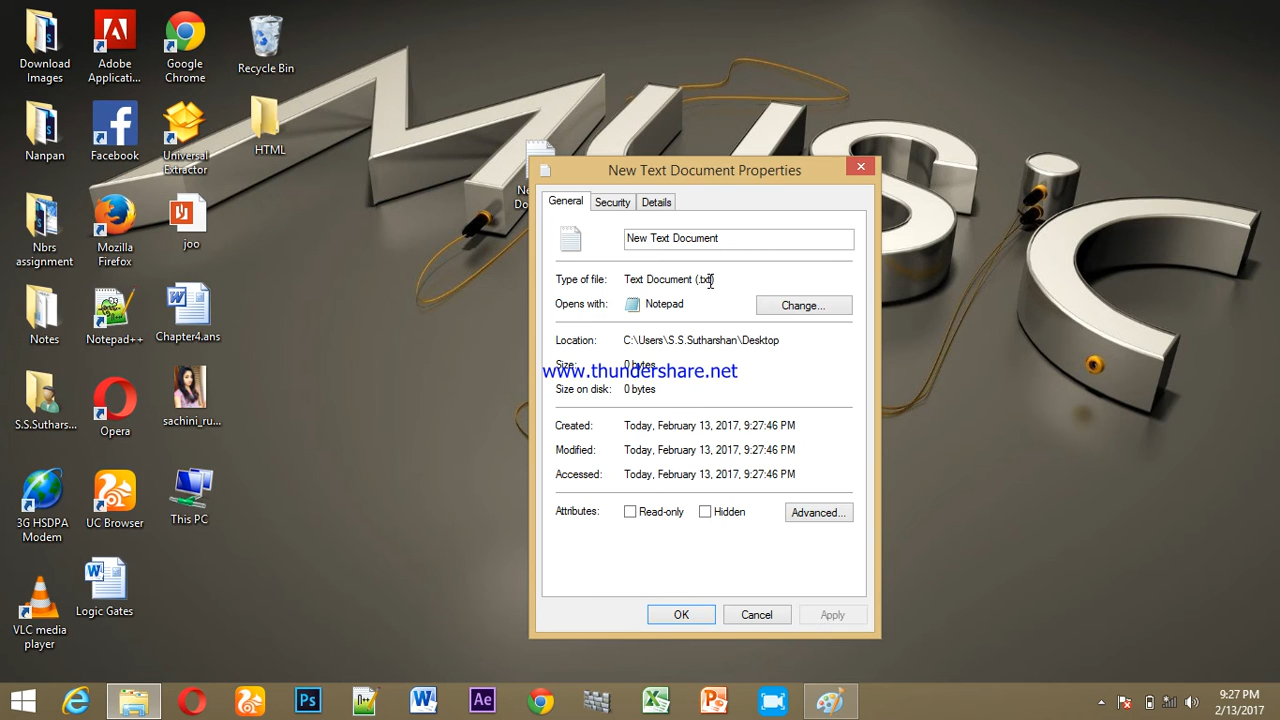 Download
Images
Adobe
Applicati...
Google
Chrome
Recycle Bin
Nanpan
Facebook
Universal
Extractor
HTML
Nbrs
assignment
Mozilla
Firefox
joo
Notes
Notepad++
Chapter4.ans
S.S.Suthars...
Opera
sachini_ru...
3G HSDPA
Modem
UC Browser
This PC
Logic Gates
VLC media
player
MUSiC
New Text Document Properties
General Security Details
New Text Document
Type of file: Text Document (.txt)
Opens with: Notepad Change...
Location: C:\Users\S.S.Sutharshan\Desktop
Size: 0 bytes
www.thundershare.net
Size on disk: 0 bytes
Created: Today, February 13, 2017, 9:27:46 PM
Modified: Today, February 13, 2017, 9:27:46 PM
Accessed: Today, February 13, 2017, 9:27:46 PM
Attributes: Read-only Hidden Advanced...
OK Cancel Apply
9:27 PM
2/13/2017